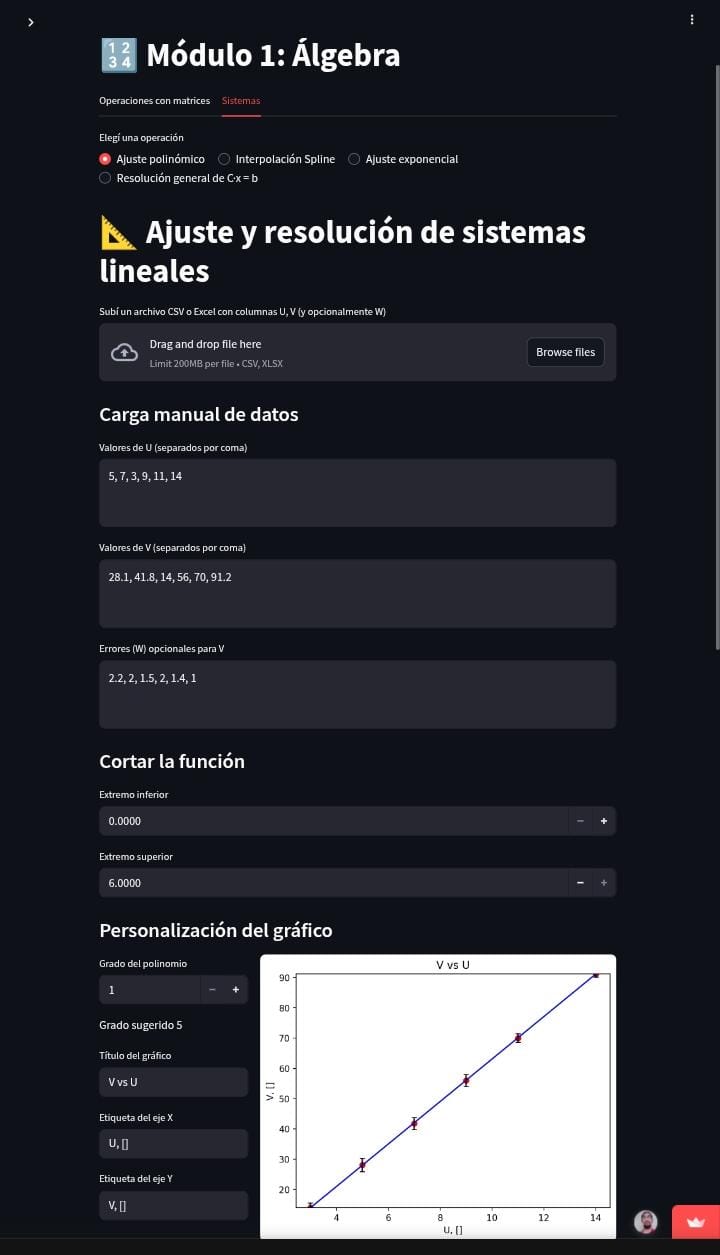 1 2
3 4
Módulo 1: Álgebra
Operaciones con matrices Sistemas
Elegí una operación
Ajuste polinómico Interpolación Spline Ajuste exponencial
Resolución general de C·x = b
Ajuste y resolución de sistemas
lineales
Subí un archivo CSV o Excel con columnas U, V (y opcionalmente W)
Drag and drop file here
Limit 200MB per file • CSV, XLSX
Browse files
Carga manual de datos
Valores de U (separados por coma)
5, 7, 3, 9, 11, 14
Valores de V (separados por coma)
28.1, 41.8, 14, 56, 70, 91.2
Errores (W) opcionales para V
2.2, 2, 1.5, 2, 1.4, 1
Cortar la función
Extremo inferior
0.0000 − +
Extremo superior
6.0000 − +
Personalización del gráfico
Grado del polinomio
1 − +
Grado sugerido 5
Título del gráfico
V vs U
Etiqueta del eje X
U, []
Etiqueta del eje Y
V, []
V vs U
90
80
70
60
50
40
30
20
V, []
4 6 8 10 12 14
U, []